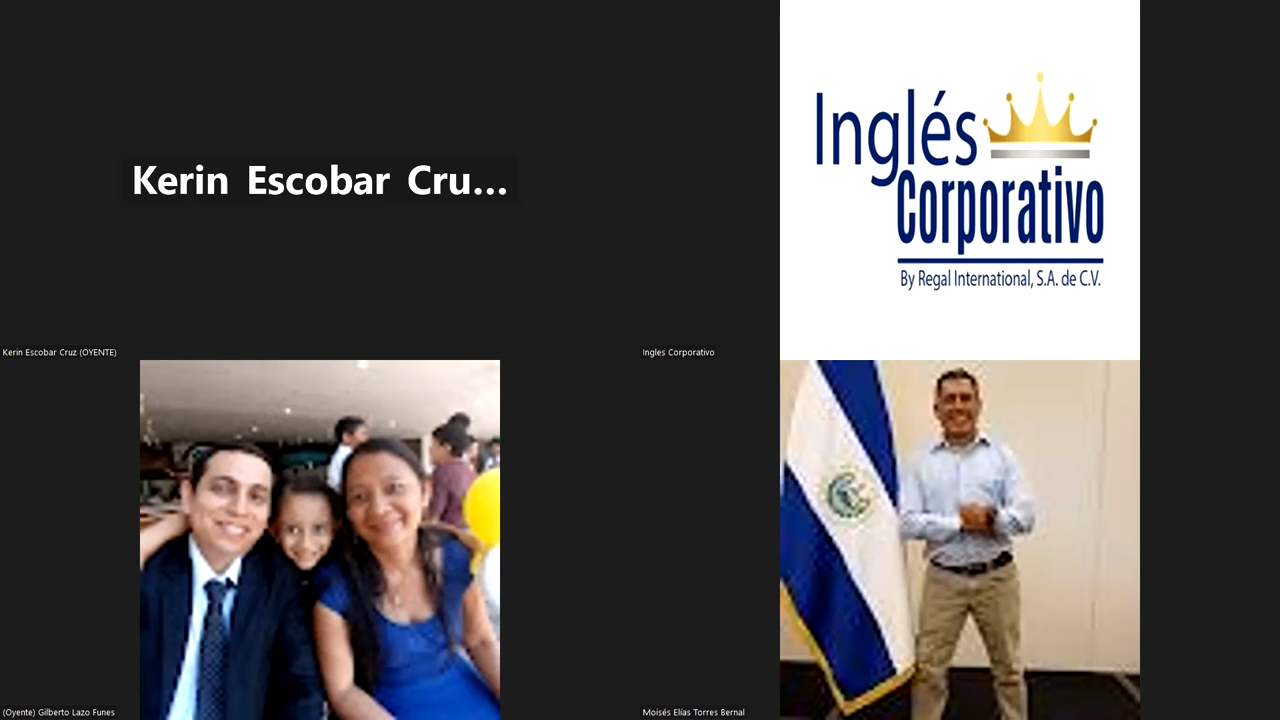 Kerin Escobar Cru...
Inglés
Corporativo
By Regal International, S.A. de C.V.
Kerin Escobar Cruz (OYENTE)
Ingles Corporativo
(Oyente) Gilberto Lazo Funes
Moisés Elías Torres Bernal